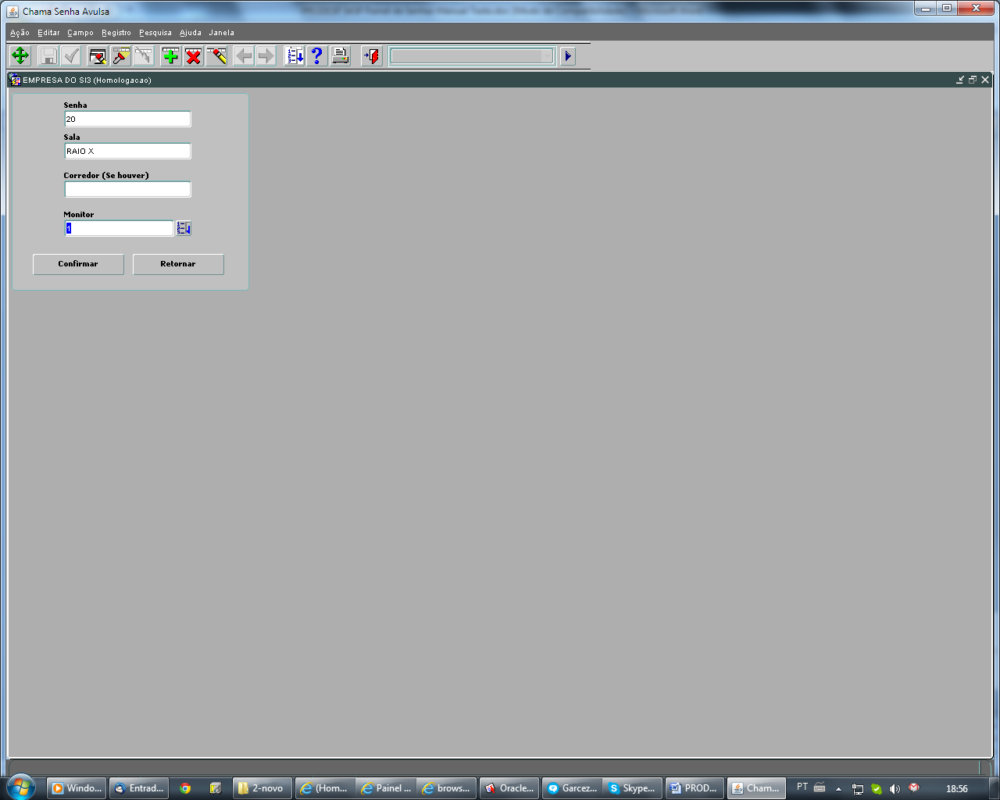 Chama Senha Avulsa
Ação Editar Campo Registro Pesquisa Ajuda Janela
EMPRESA DO SI3 (Homologacao)
Senha
20
Sala
RAIO X
Corredor (Se houver)
Monitor
1
Confirmar Retornar
Windo... Entrad... 2-novo (Hom... Painel ... brows... Oracle... Garcez... Skype... PROD... Cham... PT 18:56